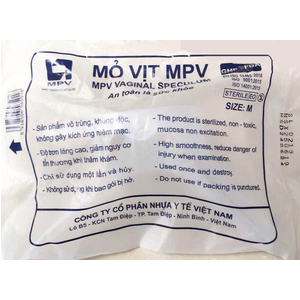 MỎ VỊT MPV
MPV VAGINAL SPECULUM
An toàn là sức khỏe
MPV
ISO 14001:2015
STERILE EO
SIZE: M
- Sản phẩm vô trùng, không độc, không gây kích ứng niêm mạc.
- Độ trơn láng cao, giảm nguy cơ tổn thương khi thăm khám.
- Chỉ sử dụng một lần và hủy.
- Không sử dụng khi bao gói bị hở.
- The product is sterilized, non - toxic, mucosa non excitation.
- High smoothness, reduce danger of injury when examination.
- Used once and destroy.
- Do not use if packing is punctured.
CÔNG TY CỔ PHẦN NHỰA Y TẾ VIỆT NAM
Lô B5 - KCN Tam Điệp - TP. Tam Điệp - Ninh Bình - Việt Nam